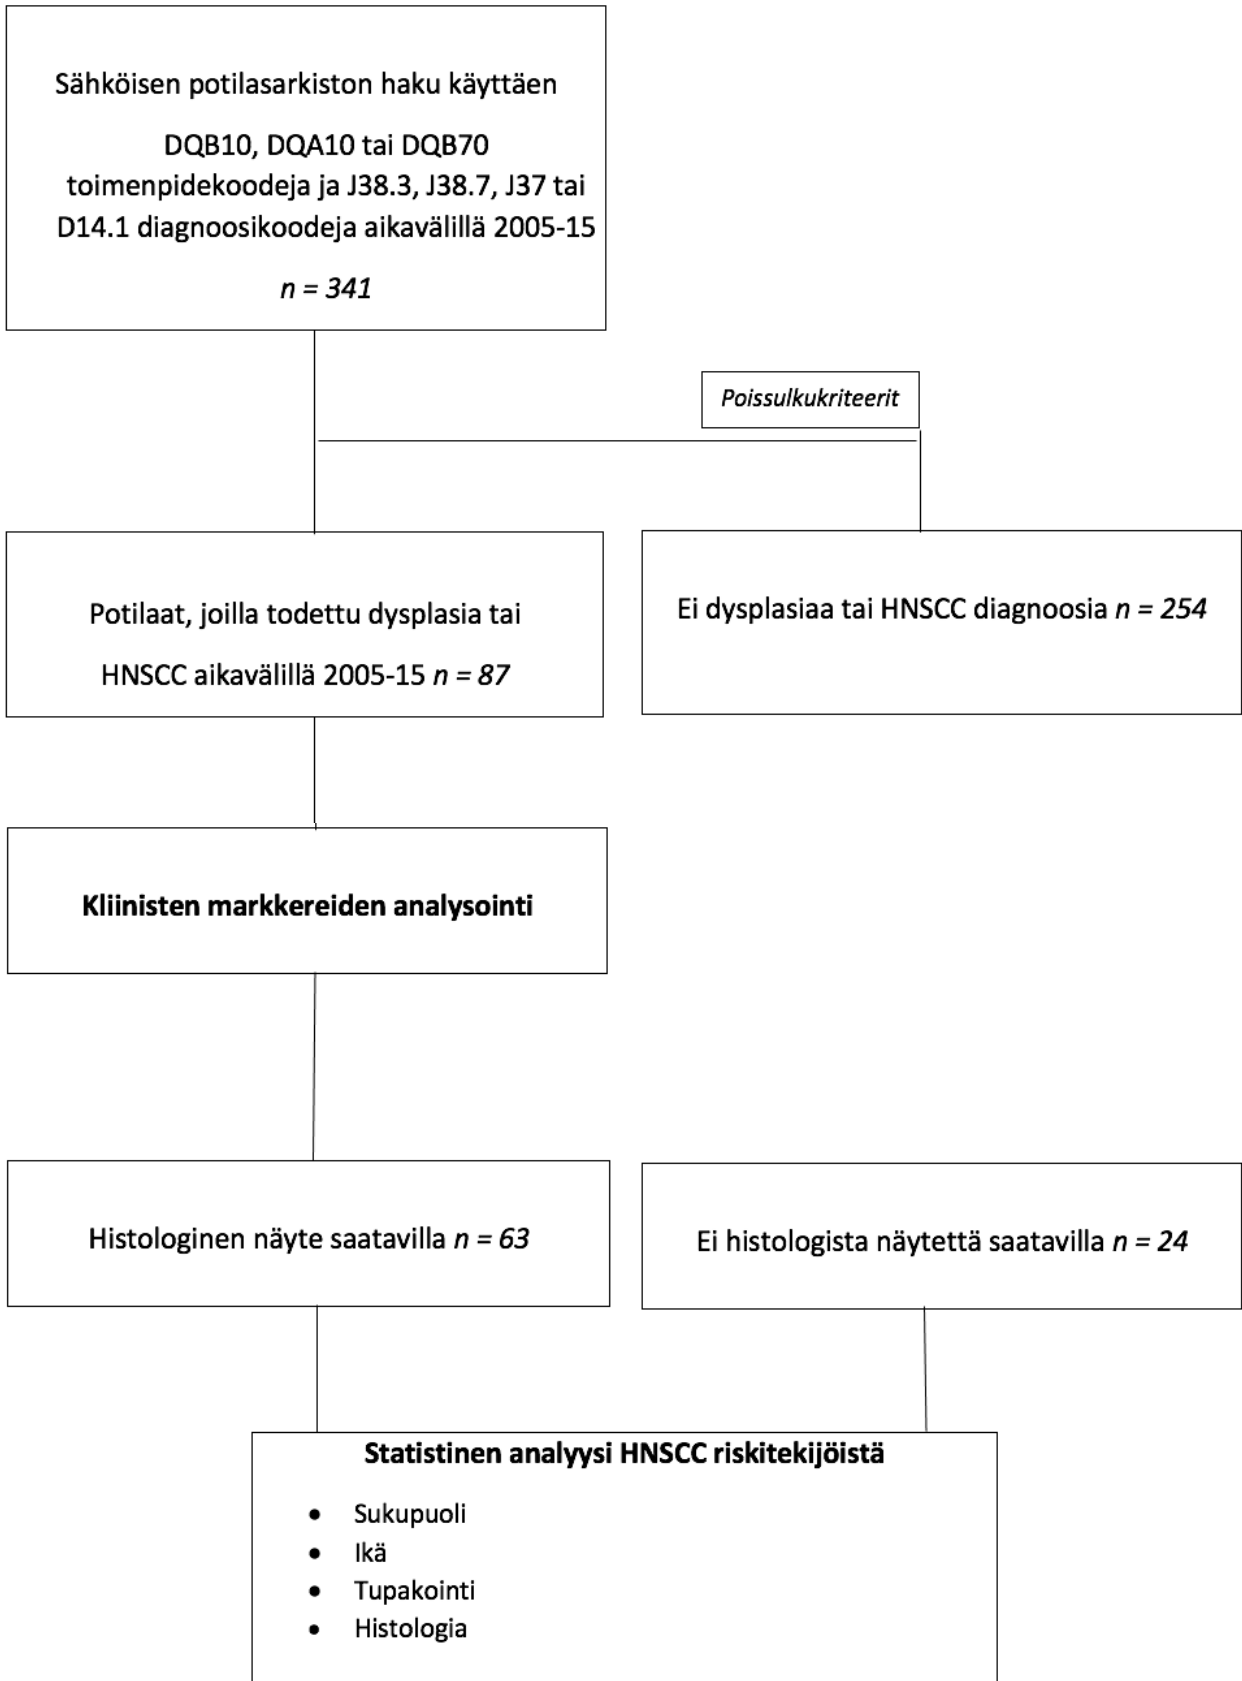 Sähköisen potilasarkiston haku käyttäen
DQB10, DQA10 tai DQB70
toimenpidekoodeja ja J38.3, J38.7, J37 tai
D14.1 diagnoosikoodeja aikavälillä 2005-15
n = 341
Poissulkukriteerit
Potilaat, joilla todettu dysplasia tai
HNSCC aikavälillä 2005-15 n = 87
Ei dysplasiaa tai HNSCC diagnoosia n = 254
Kliinisten markkereiden analysointi
Histologinen näyte saatavilla n = 63
Ei histologista näytettä saatavilla n = 24
Statistinen analyysi HNSCC riskitekijöistä
• Sukupuoli
• Ikä
• Tupakointi
• Histologia